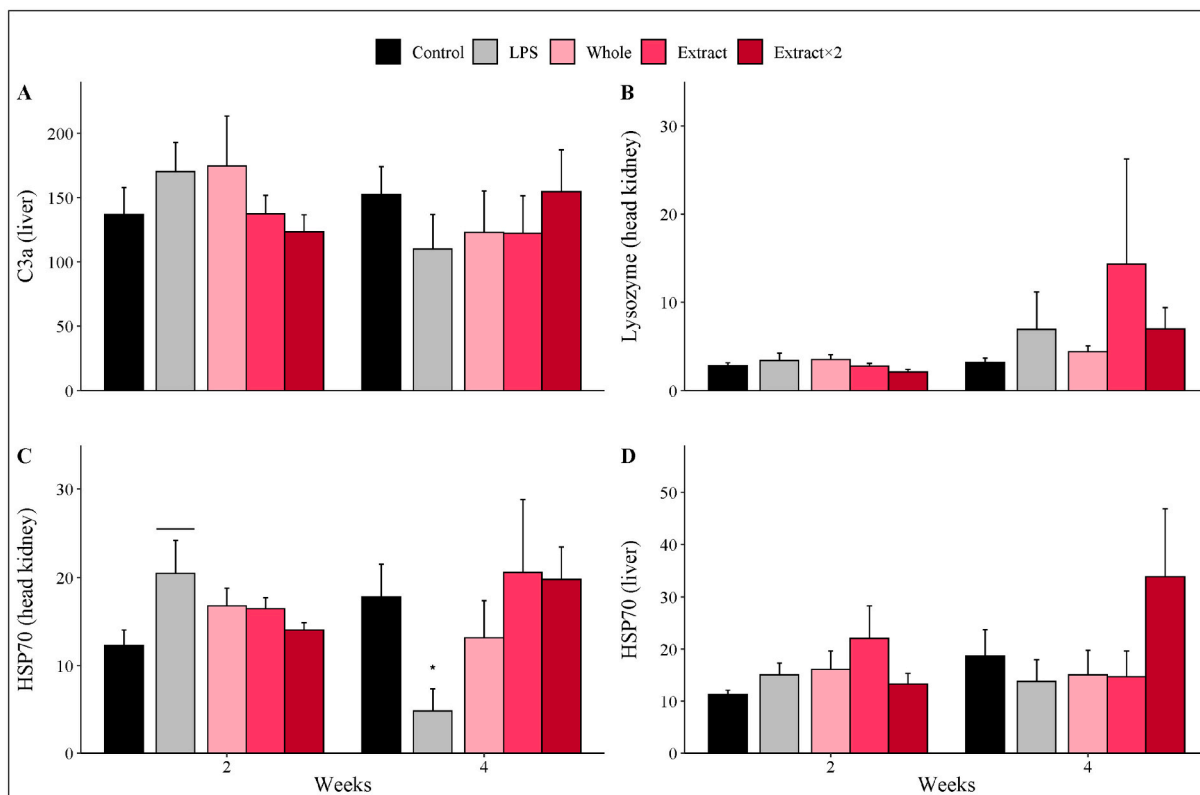 Control LPS Whole Extract Extract×2
A
C3a (liver)
200
150
100
50
0
B
Lysozyme (head kidney)
30
20
10
0
C
HSP70 (head kidney)
30
20
10
0
*
2 4
Weeks
D
HSP70 (liver)
50
40
30
20
10
0
2 4
Weeks